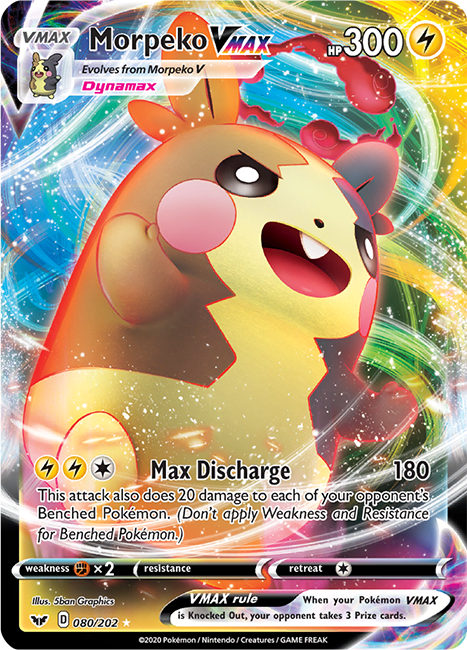 VMAX Morpeko VMAX HP 300
Evolves from Morpeko V
Dynamax
Max Discharge 180
This attack also does 20 damage to each of your opponent's
Benched Pokémon. (Don't apply Weakness and Resistance
for Benched Pokémon.)
weakness ×2 resistance retreat
Illus. 5ban Graphics
VMAX rule When your Pokémon VMAX
is Knocked Out, your opponent takes 3 Prize cards.
D 080/202
©2020 Pokémon / Nintendo / Creatures / GAME FREAK